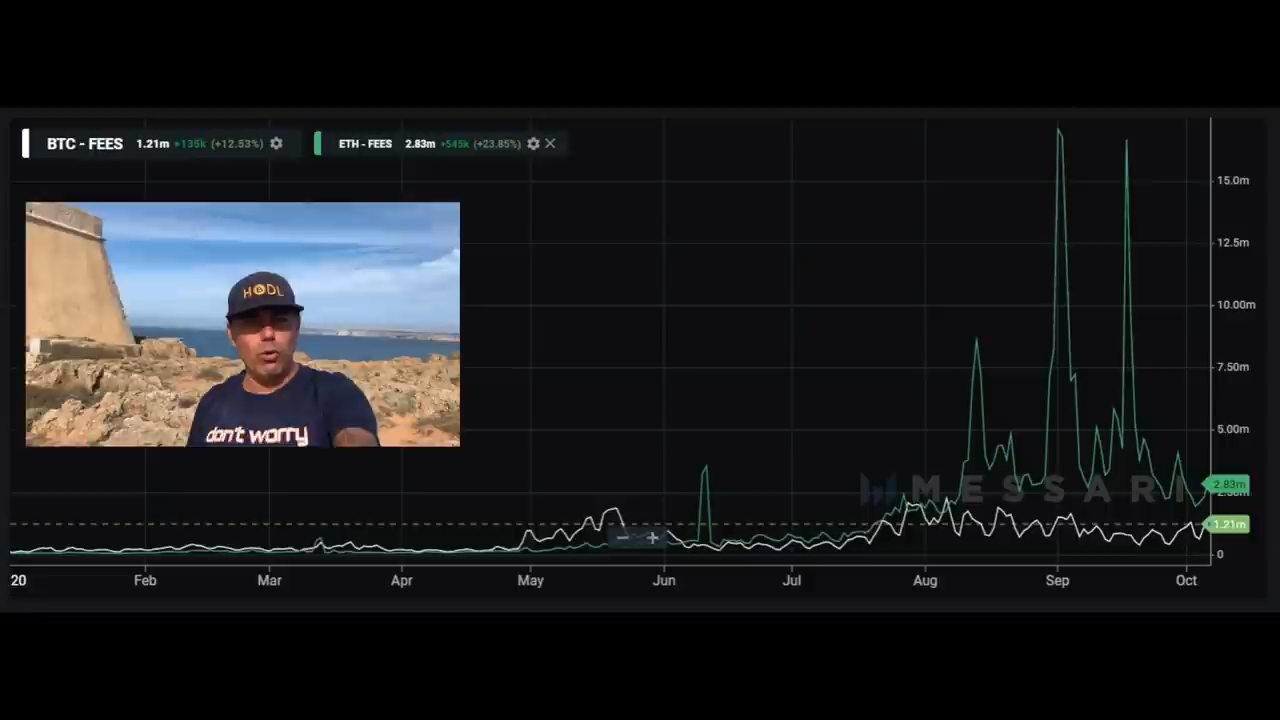 BTC - FEES 1.21m +135k (+12.53%)
ETH - FEES 2.83m +545k (+23.85%)
15.0m
12.5m
10.00m
7.50m
5.00m
2.50m
0
2.83m
1.21m
MESSARI
HODL
don't worry
20 Feb Mar Apr May Jun Jul Aug Sep Oct